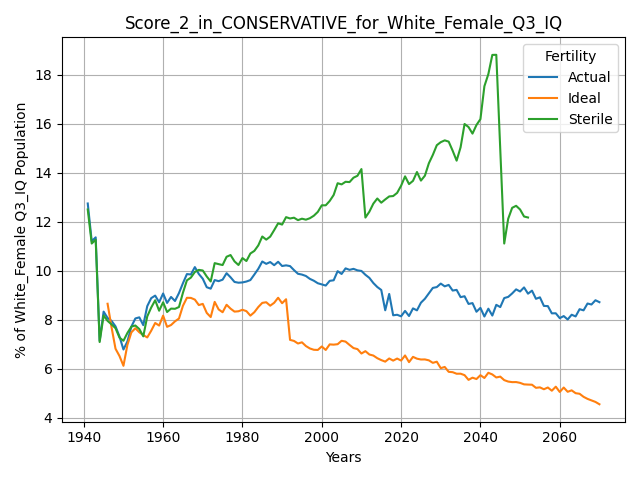 Score_2_in_CONSERVATIVE_for_White_Female_Q3_IQ
% of White_Female Q3_IQ Population
18
16
14
12
10
8
6
4
Fertility
Actual
Ideal
Sterile
1940 1960 1980 2000 2020 2040 2060
Years